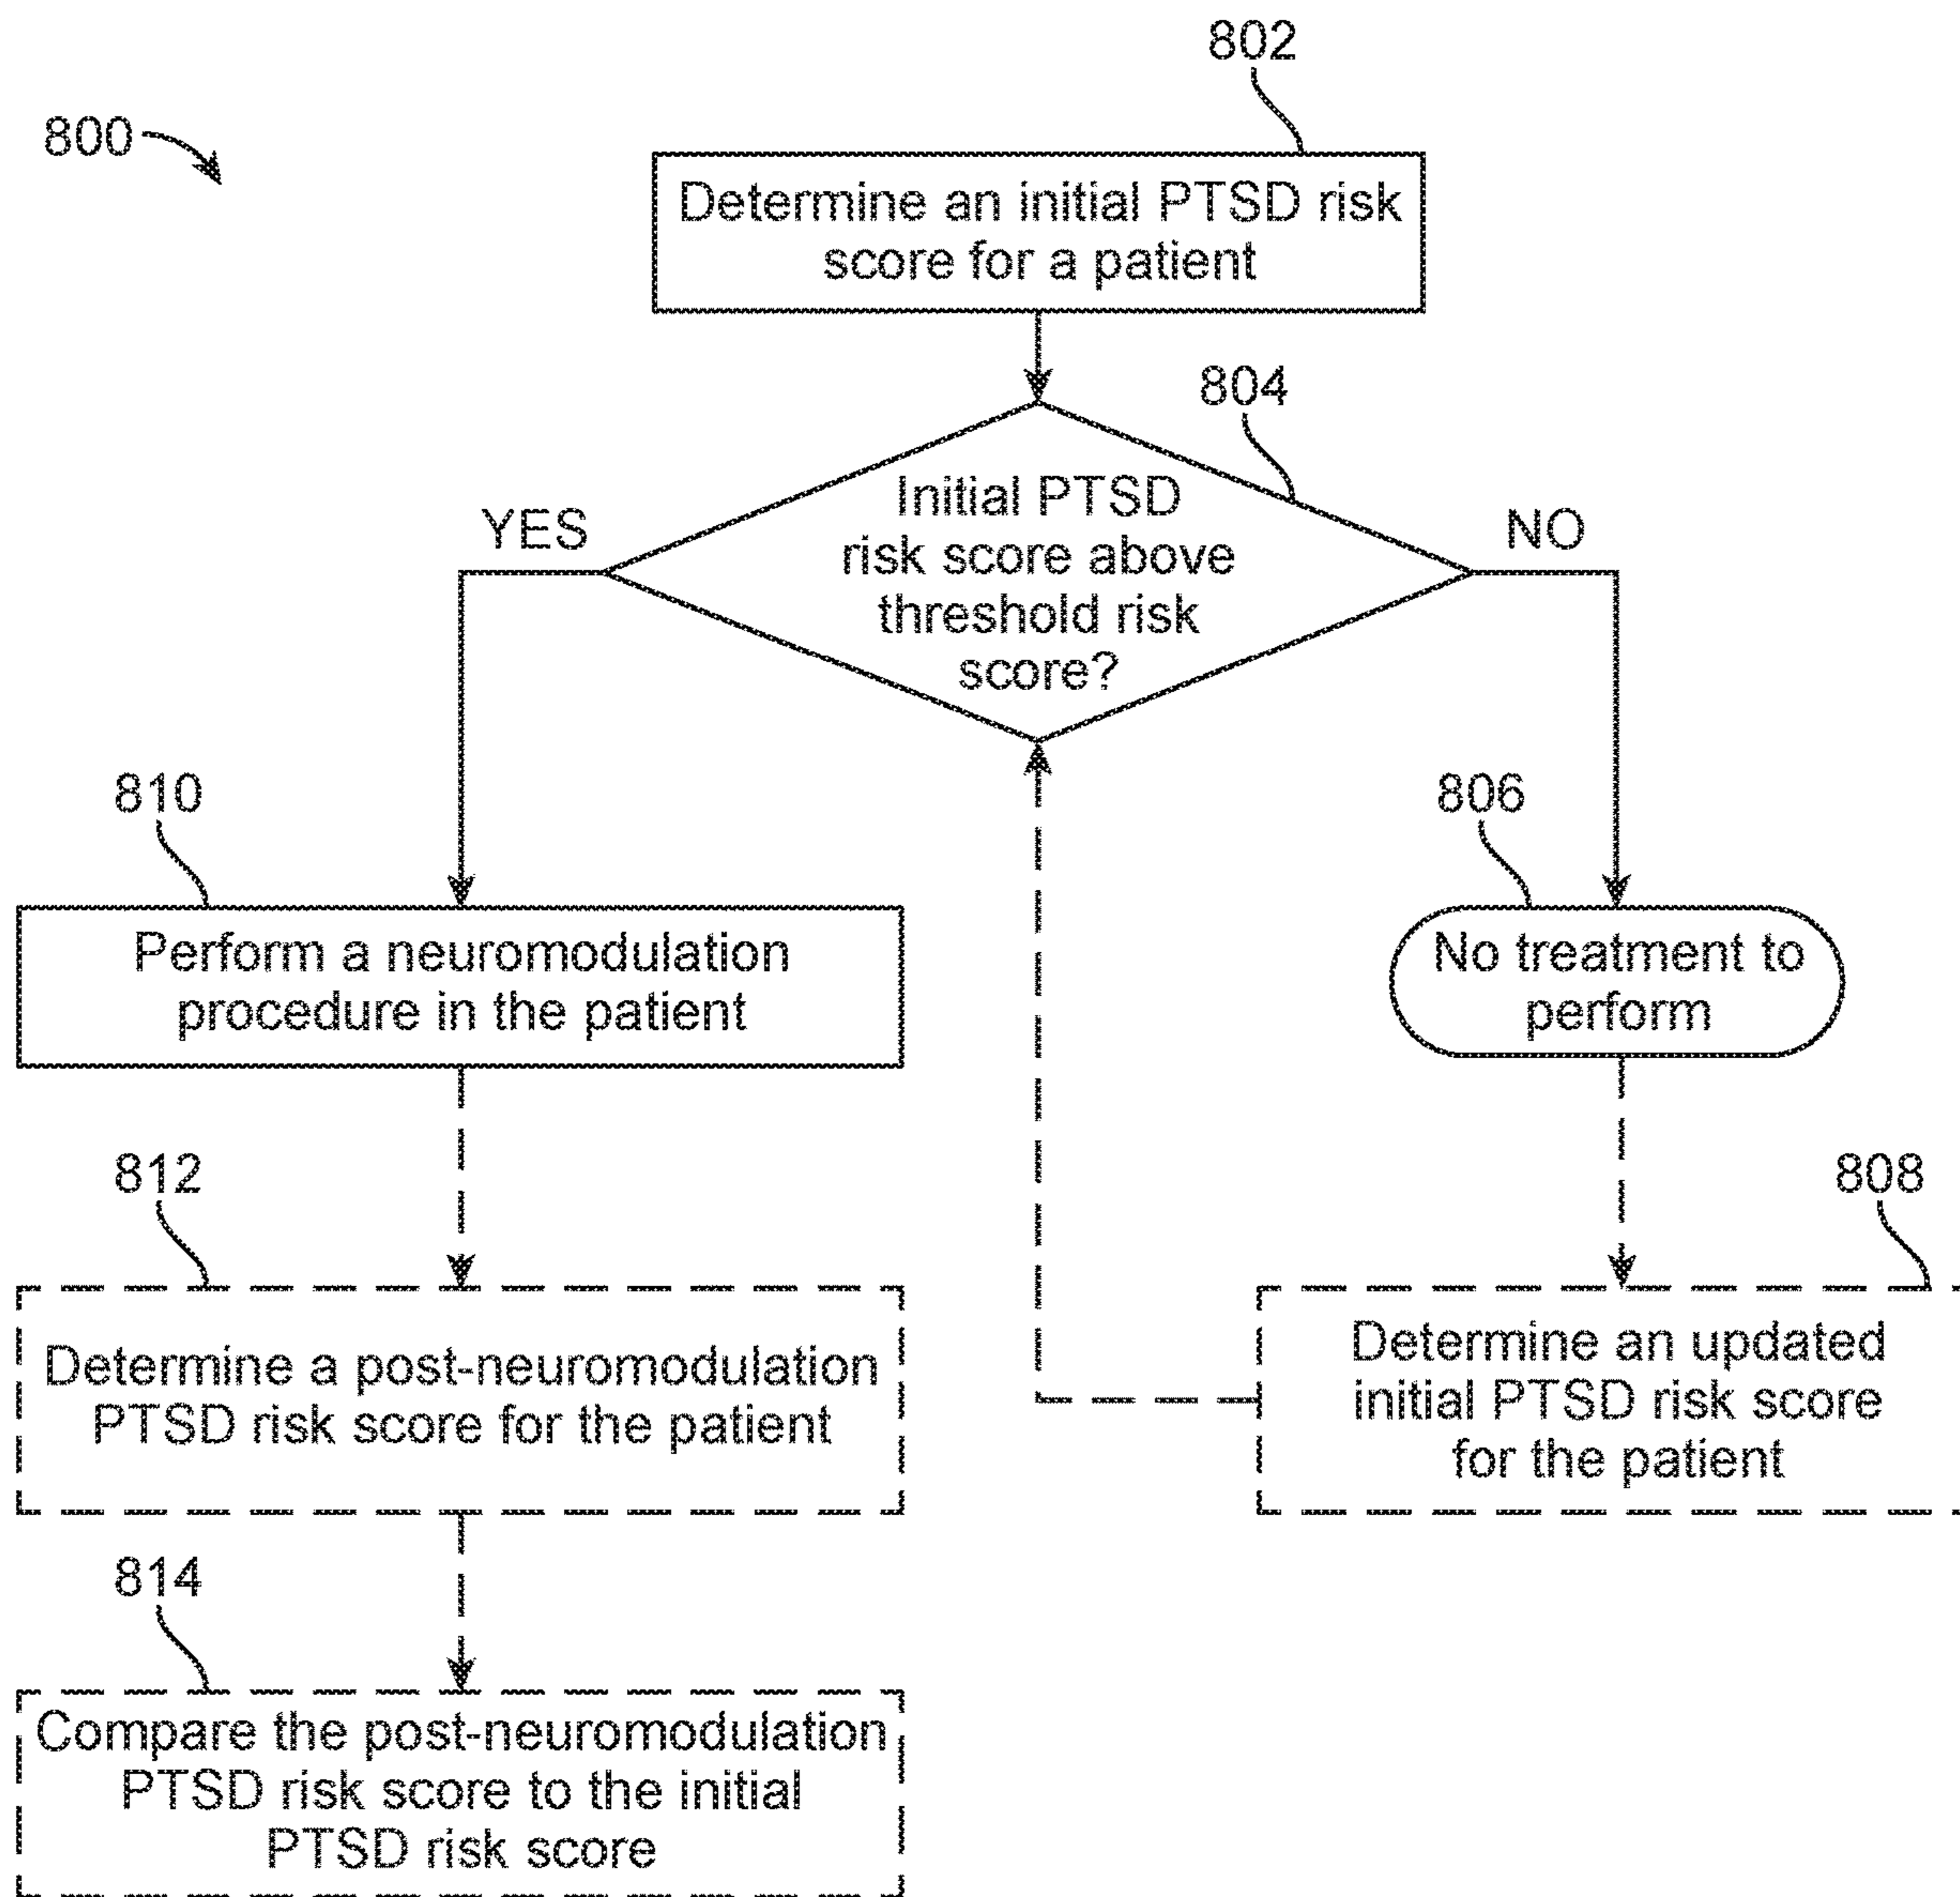 802
800
Determine an initial PTSD risk
score for a patient
804
Initial PTSD
risk score above
threshold risk
score?
YES
NO
810
806
Perform a neuromodulation
procedure in the patient
No treatment to
perform
812
808
Determine a post-neuromodulation
PTSD risk score for the patient
Determine an updated
initial PTSD risk score
for the patient
814
Compare the post-neuromodulation
PTSD risk score to the initial
PTSD risk score